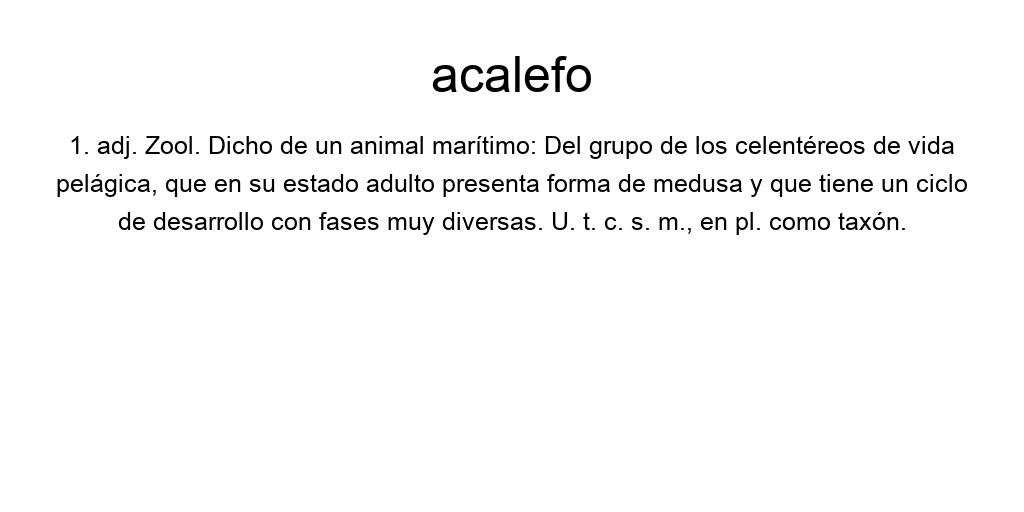 acalefo
1. adj. Zool. Dicho de un animal marítimo: Del grupo de los celentéreos de vida
pelágica, que en su estado adulto presenta forma de medusa y que tiene un ciclo
de desarrollo con fases muy diversas. U. t. c. s. m., en pl. como taxón.